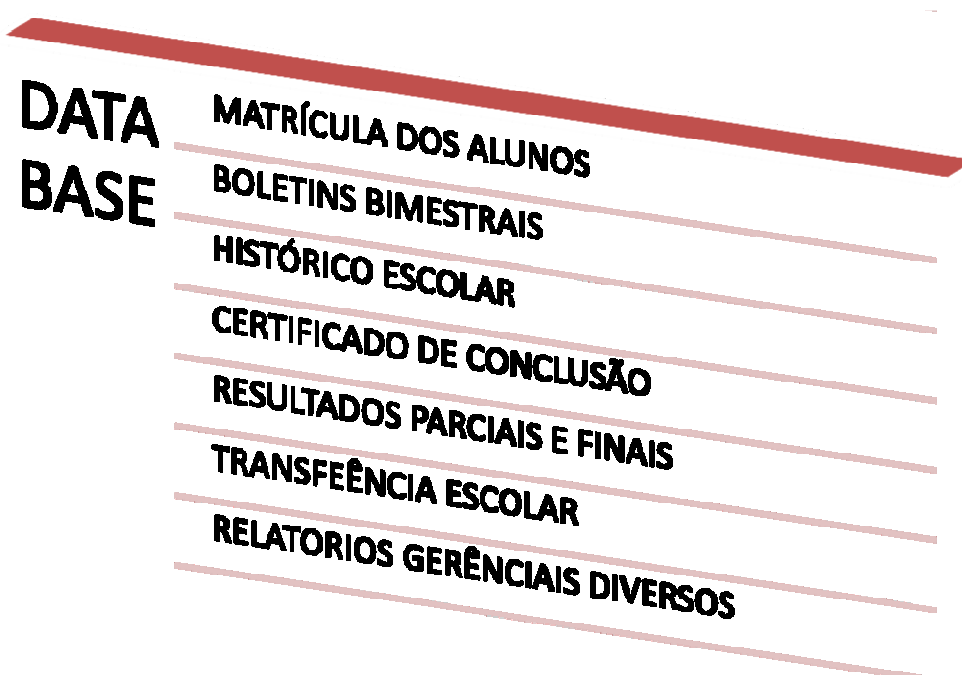 DATA
BASE
MATRÍCULA DOS ALUNOS
BOLETINS BIMESTRAIS
HISTÓRICO ESCOLAR
CERTIFICADO DE CONCLUSÃO
RESULTADOS PARCIAIS E FINAIS
TRANSFEÊNCIA ESCOLAR
RELATORIOS GERÊNCIAIS DIVERSOS